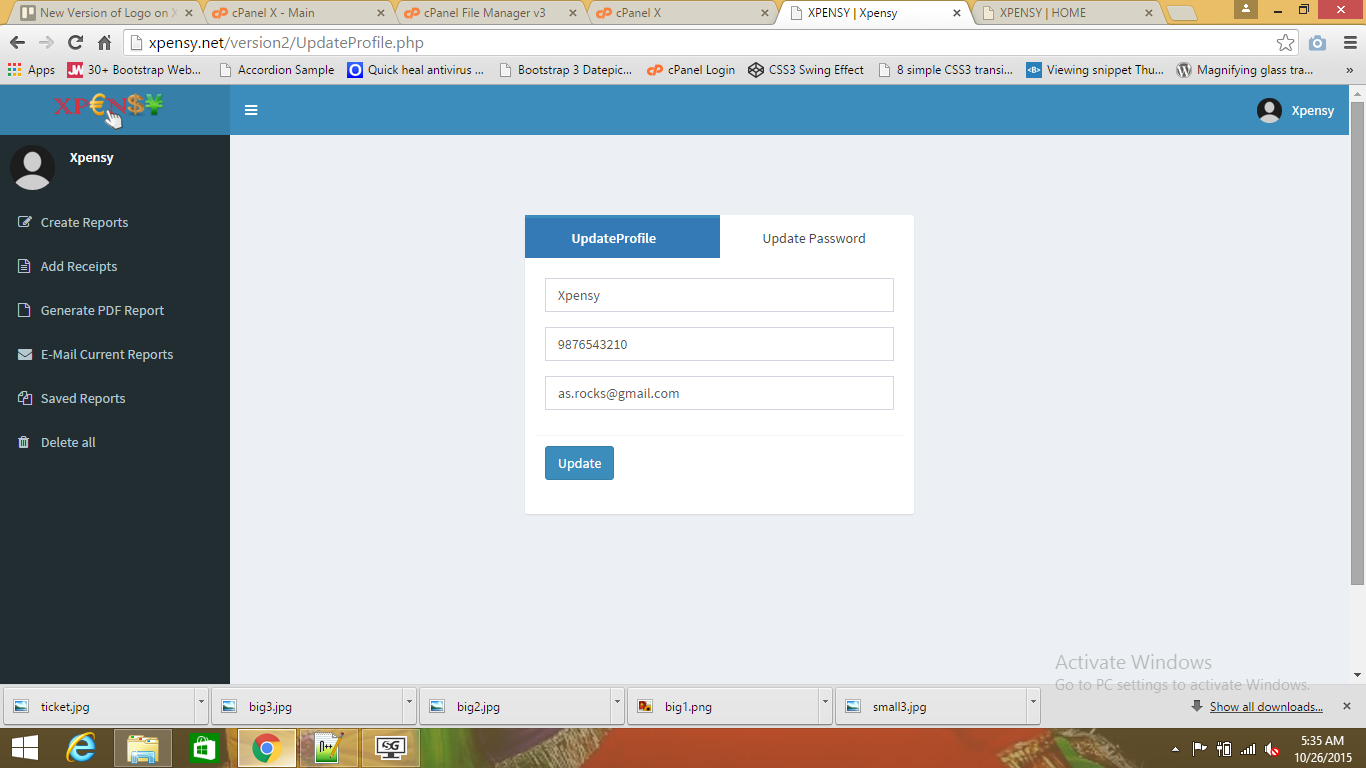 New Version of Logo on X
cPanel X - Main
cPanel File Manager v3
cPanel X
XPENSY | Xpensy
XPENSY | HOME
xpensy.net/version2/UpdateProfile.php
Apps
30+ Bootstrap Web...
Accordion Sample
Quick heal antivirus ...
Bootstrap 3 Datepic...
cPanel Login
CSS3 Swing Effect
8 simple CSS3 transi...
Viewing snippet Thu...
Magnifying glass tra...
»
XP€N$¥
Xpensy
Xpensy
Create Reports
Add Receipts
Generate PDF Report
E-Mail Current Reports
Saved Reports
Delete all
UpdateProfile
Update Password
Xpensy
9876543210
as.rocks@gmail.com
Update
Activate Windows
Go to PC settings to activate Windows.
ticket.jpg
big3.jpg
big2.jpg
big1.png
small3.jpg
Show all downloads...
n++
SG
5:35 AM
10/26/2015